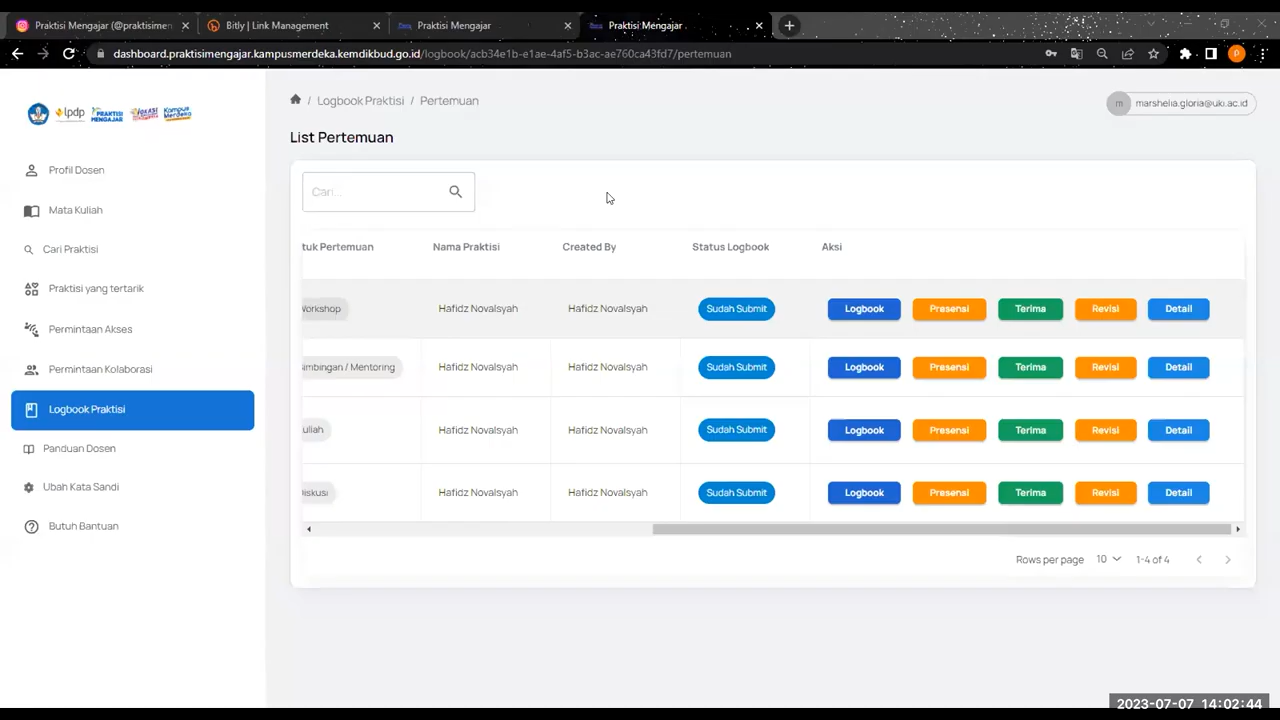 Praktisi Mengajar (@praktisimen
Bitly | Link Management
Praktisi Mengajar
Praktisi Mengajar
dashboard.praktisimengajar.kampusmerdeka.kemdikbud.go.id/logbook/acb34e1b-e1ae-4af5-b3ac-ae760ca43fd7/pertemuan
lpdp PRAKTISI MENGAJAR Kampus Merdeka
Logbook Praktisi / Pertemuan
m marshelia.gloria@uki.ac.id
List Pertemuan
Profil Dosen
Mata Kuliah
Cari Praktisi
Praktisi yang tertarik
Permintaan Akses
Permintaan Kolaborasi
Logbook Praktisi
Panduan Dosen
Ubah Kata Sandi
Butuh Bantuan
Cari...
tuk Pertemuan Nama Praktisi Created By Status Logbook Aksi
Workshop Hafidz Novalsyah Hafidz Novalsyah Sudah Submit Logbook Presensi Terima Revisi Detail
imbingan / Mentoring Hafidz Novalsyah Hafidz Novalsyah Sudah Submit Logbook Presensi Terima Revisi Detail
uliah Hafidz Novalsyah Hafidz Novalsyah Sudah Submit Logbook Presensi Terima Revisi Detail
iskusi Hafidz Novalsyah Hafidz Novalsyah Sudah Submit Logbook Presensi Terima Revisi Detail
Rows per page 10 1-4 of 4
2023-07-07 14:02:44